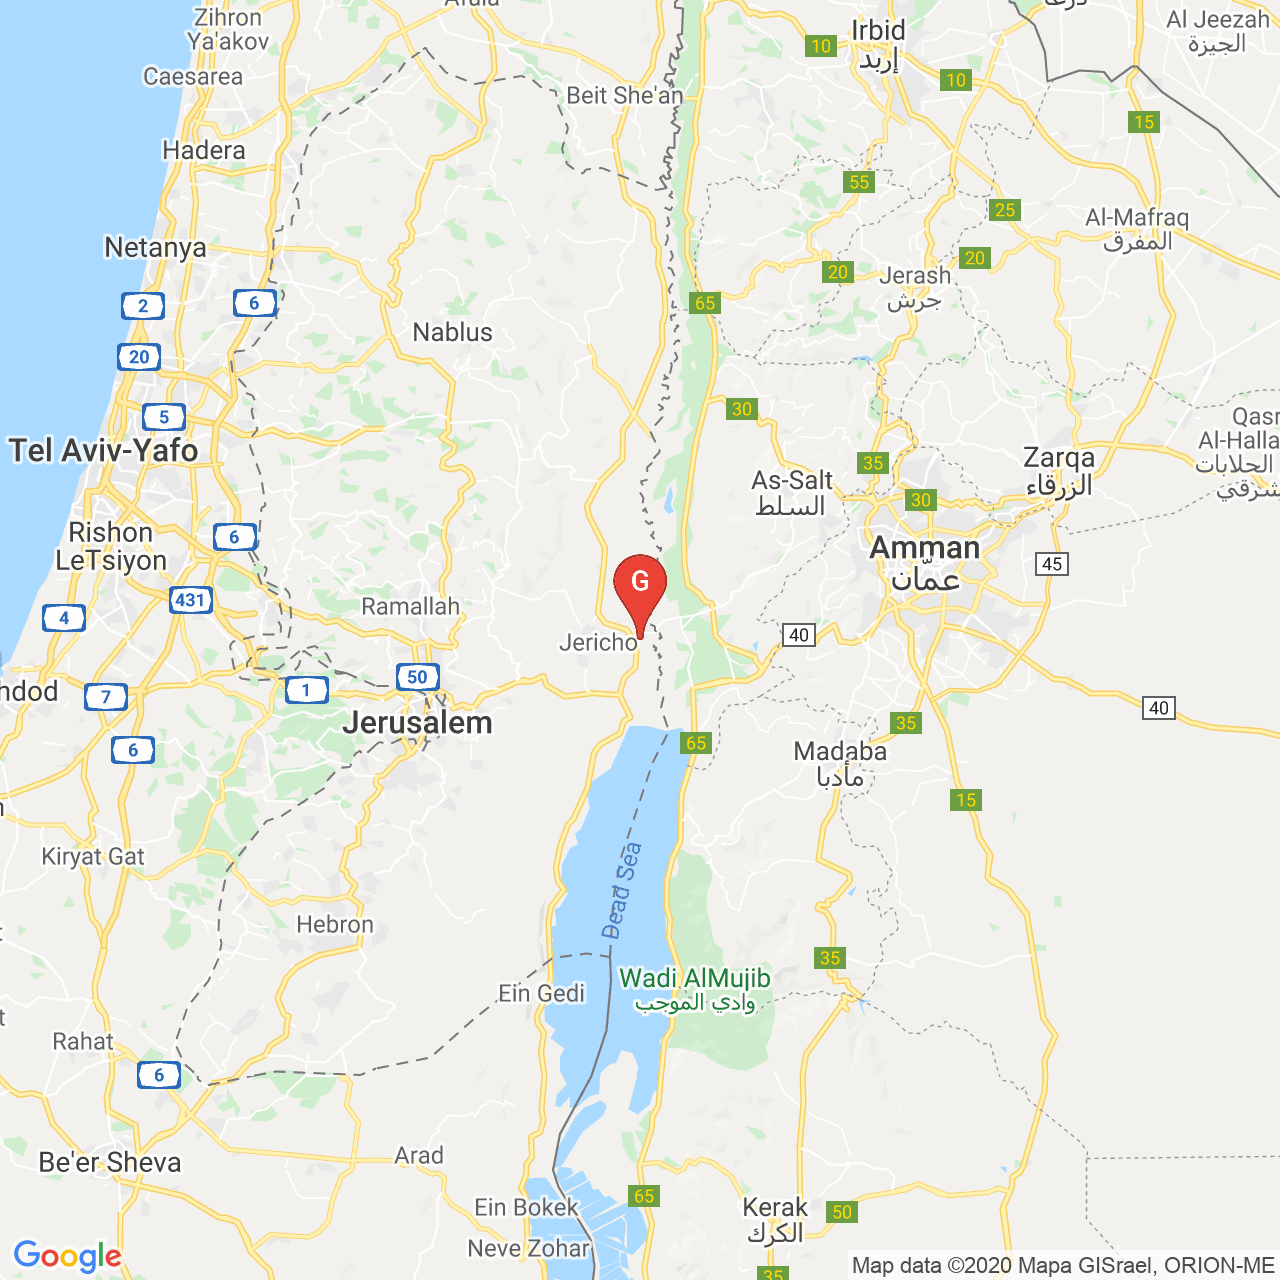 Zihron
Ya'akov
Afula
درعا
Irbid
إربد
Al Jeezah
الجيزة
10
Caesarea
Beit She'an
10
15
Hadera
55
25
Al-Mafraq
المفرق
Netanya
20
20
Jerash
جرش
2
6
65
Nablus
20
5
30
Qasr
Al-Halla
الحلابات
شرقي
Tel Aviv-Yafo
35
Zarqa
الزرقاء
As-Salt
السلط
30
Rishon
LeTsiyon
6
Amman
عمّان
45
G
431
Ramallah
4
Jericho
40
50
hdod
7
1
40
Jerusalem
35
6
65
Madaba
مأدبا
15
Kiryat Gat
Dead Sea
Hebron
35
Wadi AlMujib
وادي الموجب
Ein Gedi
Rahat
6
Arad
Be'er Sheva
65
Ein Bokek
Kerak
الكرك
50
Neve Zohar
35
Google
Map data ©2020 Mapa GISrael, ORION-ME